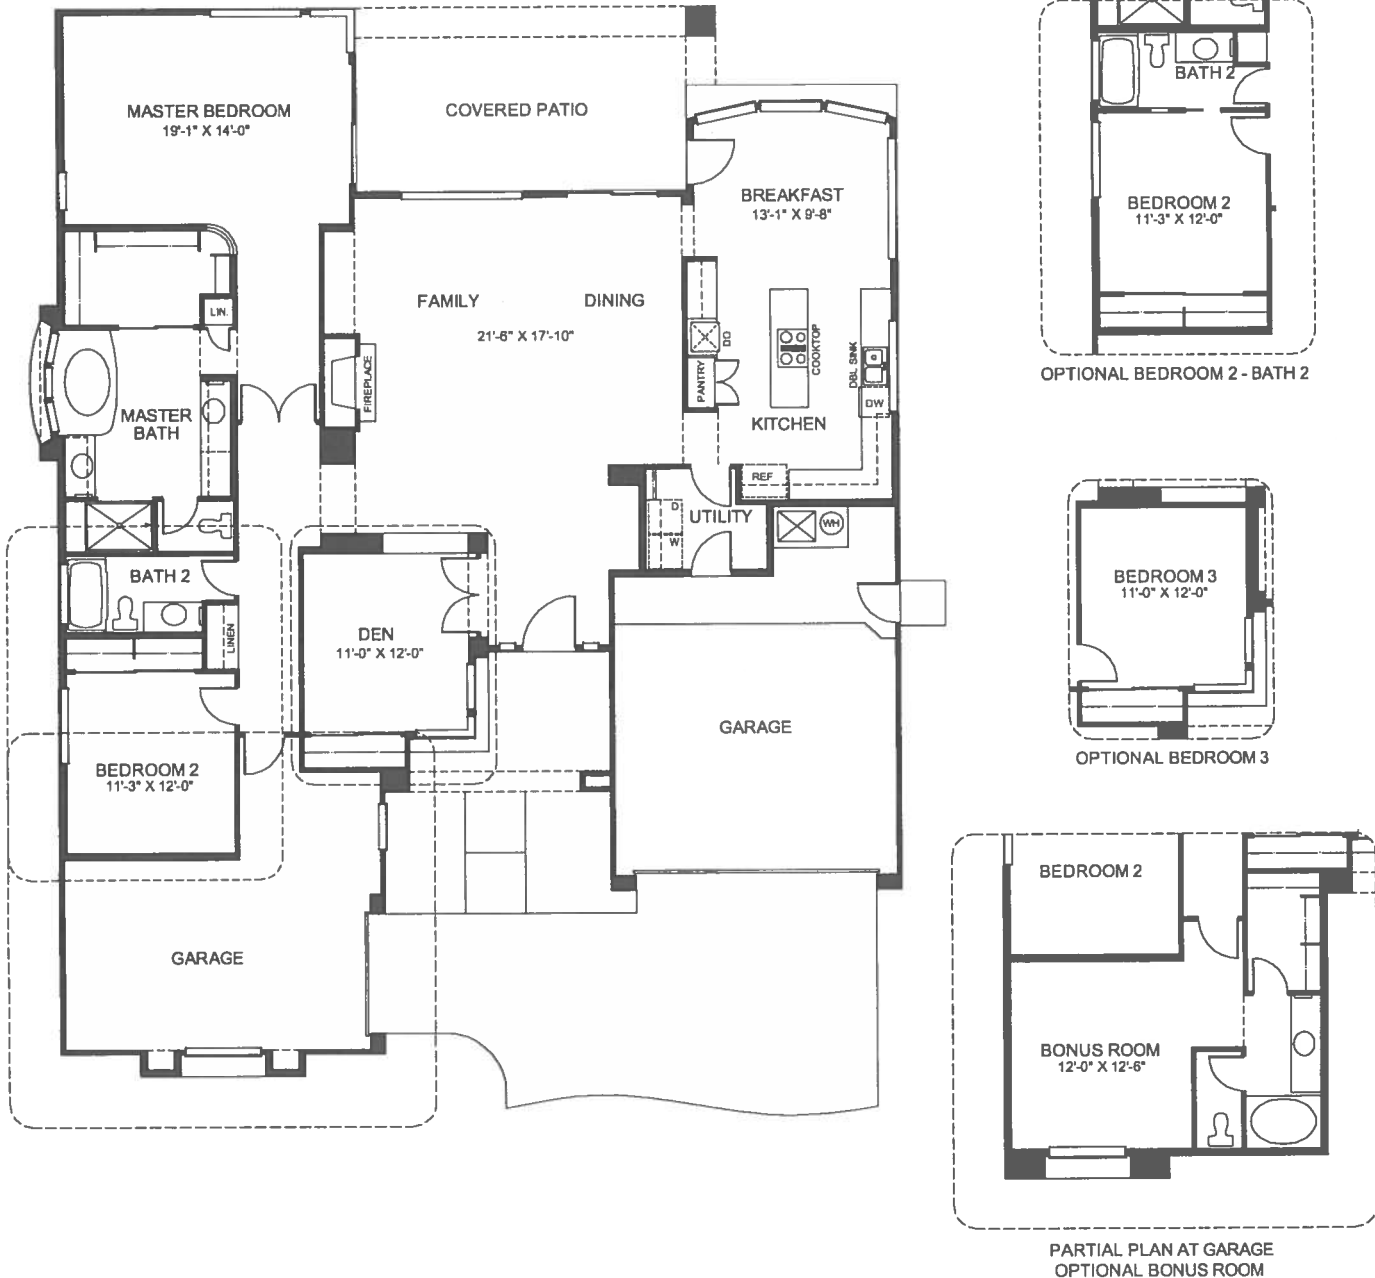 MASTER BEDROOM
19'-1" X 14'-0"
COVERED PATIO
BREAKFAST
13'-1" X 9'-8"
FAMILY
DINING
21'-6" X 17'-10"
LIN.
FIREPLACE
MASTER
BATH
DO
PANTRY
COOKTOP
DBL SINK
DW
KITCHEN
REF
D
W
UTILITY
WH
BATH 2
LINEN
DEN
11'-0" X 12'-0"
BEDROOM 2
11'-3" X 12'-0"
GARAGE
GARAGE
BATH 2
BEDROOM 2
11'-3" X 12'-0"
OPTIONAL BEDROOM 2 - BATH 2
BEDROOM 3
11'-0" X 12'-0"
OPTIONAL BEDROOM 3
BEDROOM 2
BONUS ROOM
12'-0" X 12'-6"
PARTIAL PLAN AT GARAGE
OPTIONAL BONUS ROOM